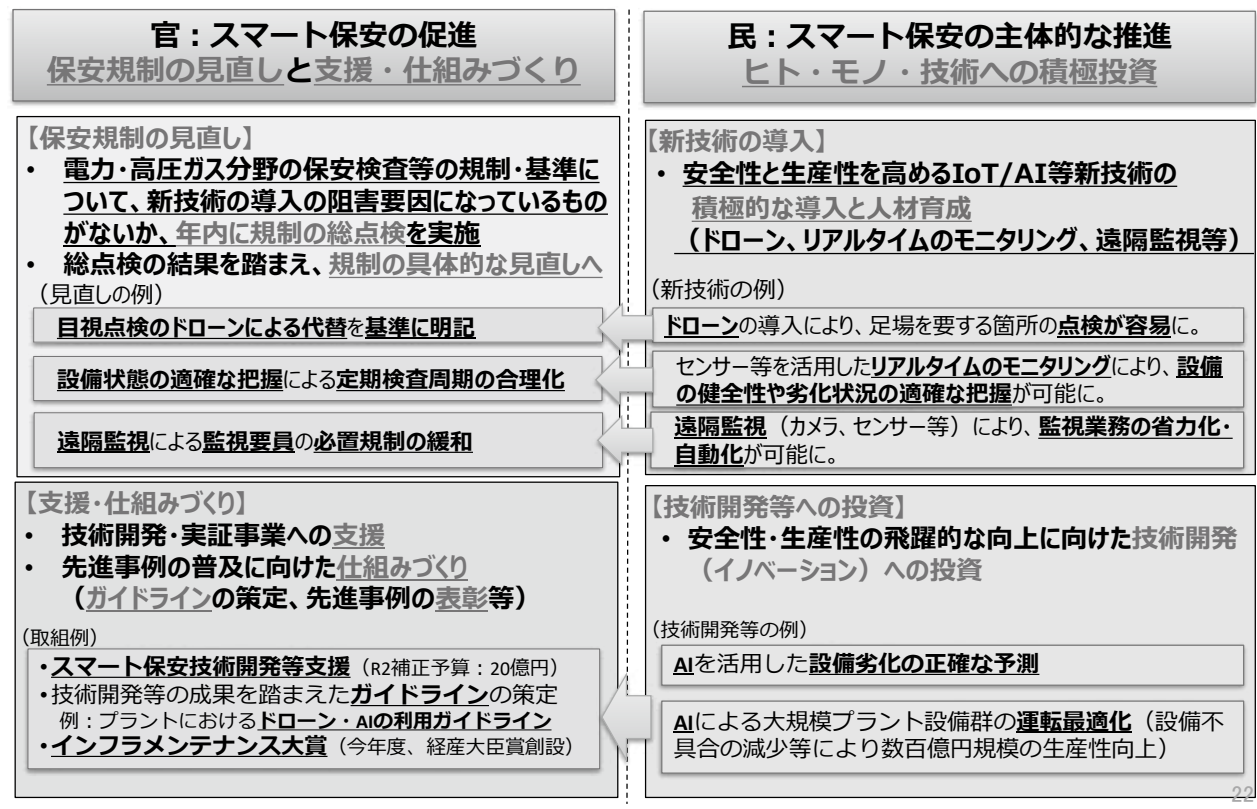 官：スマート保安の促進
保安規制の見直しと支援・仕組みづくり
【保安規制の見直し】
・ 電力・高圧ガス分野の保安検査等の規制・基準に
ついて、新技術の導入の阻害要因になっているもの
がないか、年内に規制の総点検を実施
・ 総点検の結果を踏まえ、規制の具体的な見直しへ
（見直しの例）
目視点検のドローンによる代替を基準に明記
設備状態の適確な把握による定期検査周期の合理化
遠隔監視による監視要員の必置規制の緩和
【支援・仕組みづくり】
・ 技術開発・実証事業への支援
・ 先進事例の普及に向けた仕組みづくり
（ガイドラインの策定、先進事例の表彰等）
（取組例）
・スマート保安技術開発等支援（R2補正予算：20億円）
・技術開発等の成果を踏まえたガイドラインの策定
例：プラントにおけるドローン・AIの利用ガイドライン
・インフラメンテナンス大賞（今年度、経産大臣賞創設）
民：スマート保安の主体的な推進
ヒト・モノ・技術への積極投資
【新技術の導入】
・ 安全性と生産性を高めるIoT/AI等新技術の
積極的な導入と人材育成
（ドローン、リアルタイムのモニタリング、遠隔監視等）
（新技術の例）
ドローンの導入により、足場を要する箇所の点検が容易に。
センサー等を活用したリアルタイムのモニタリングにより、設備
の健全性や劣化状況の適確な把握が可能に。
遠隔監視（カメラ、センサー等）により、監視業務の省力化・
自動化が可能に。
【技術開発等への投資】
・ 安全性・生産性の飛躍的な向上に向けた技術開発
（イノベーション）への投資
（技術開発等の例）
AIを活用した設備劣化の正確な予測
AIによる大規模プラント設備群の運転最適化（設備不
具合の減少等により数百億円規模の生産性向上）
22